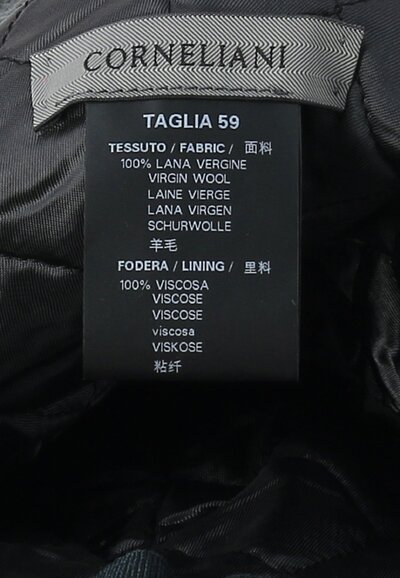 CORNELIANI
TAGLIA 59
TESSUTO / FABRIC / 面料
100% LANA VERGINE
VIRGIN WOOL
LAINE VIERGE
LANA VIRGEN
SCHURWOLLE
羊毛
FODERA / LINING / 里料
100% VISCOSA
VISCOSE
VISCOSE
viscosa
VISKOSE
粘纤